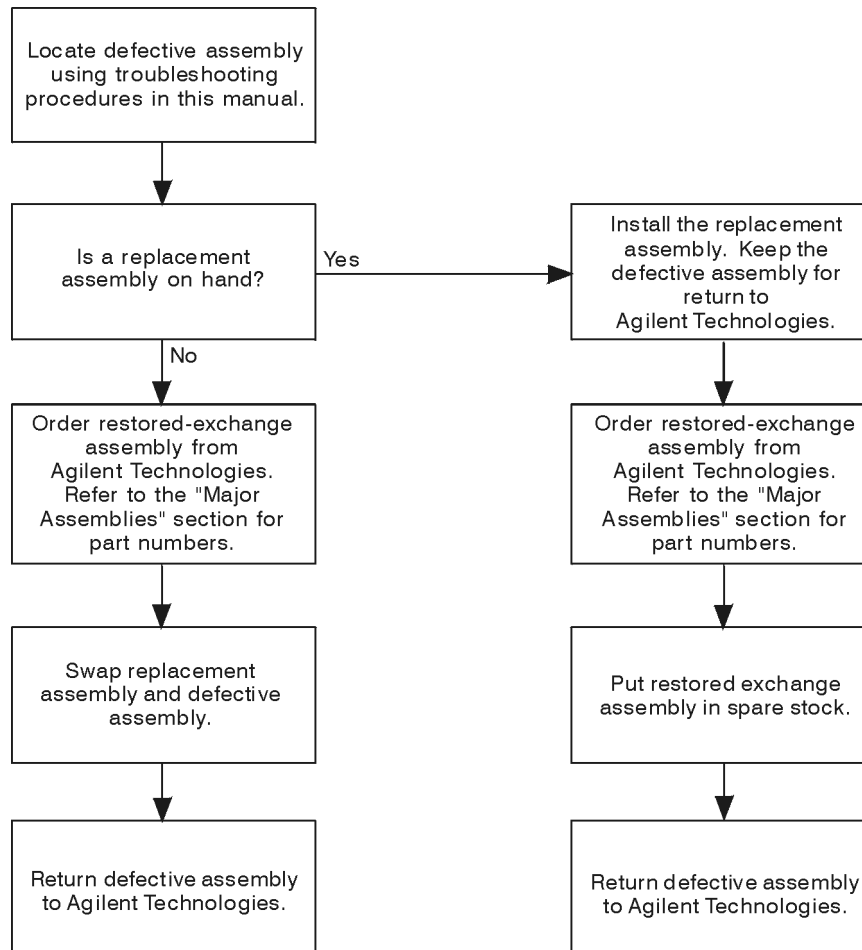 Locate defective assembly
using troubleshooting
procedures in this manual.
Is a replacement
assembly on hand?
Yes
Install the replacement
assembly. Keep the
defective assembly for
return to
Agilent Technologies.
No
Order restored-exchange
assembly from
Agilent Technologies.
Refer to the "Major
Assemblies" section for
part numbers.
Order restored-exchange
assembly from
Agilent Technologies.
Refer to the "Major
Assemblies" section for
part numbers.
Swap replacement
assembly and defective
assembly.
Put restored exchange
assembly in spare stock.
Return defective assembly
to Agilent Technologies.
Return defective assembly
to Agilent Technologies.